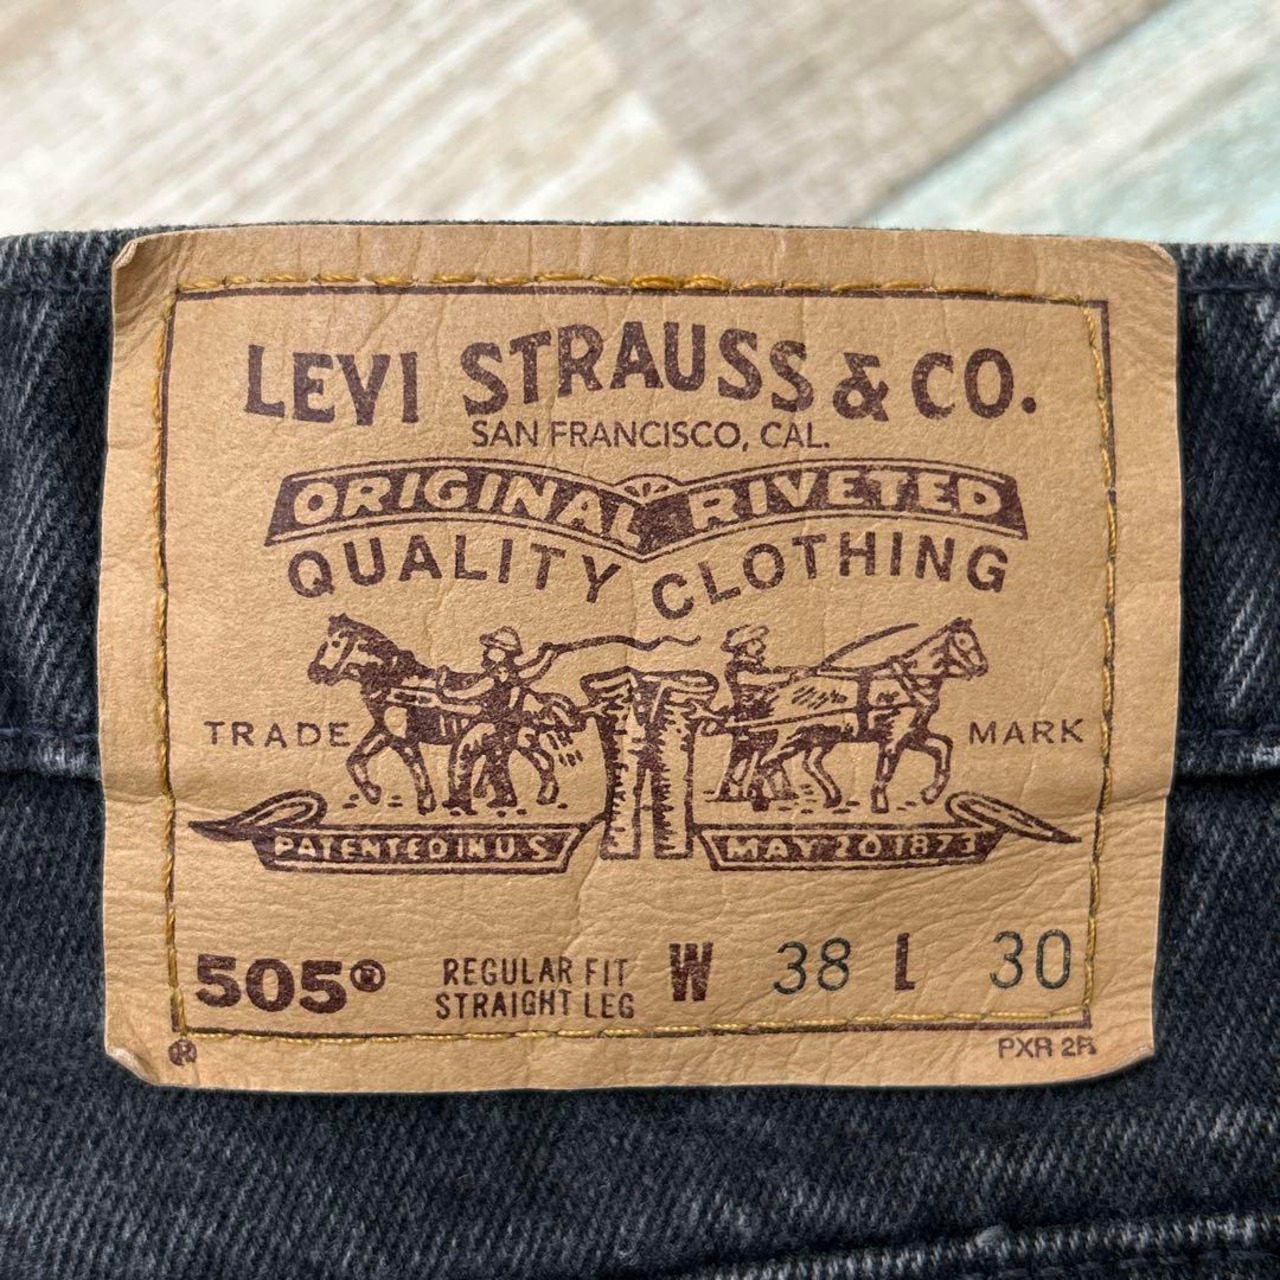 LEVI STRAUSS & CO.
SAN FRANCISCO, CAL.
ORIGINAL RIVETED
QUALITY CLOTHING
TRADE MARK
PATENTED IN U.S MAY 20 1873
505® REGULAR FIT STRAIGHT LEG W 38 L 30
® PXR 2R